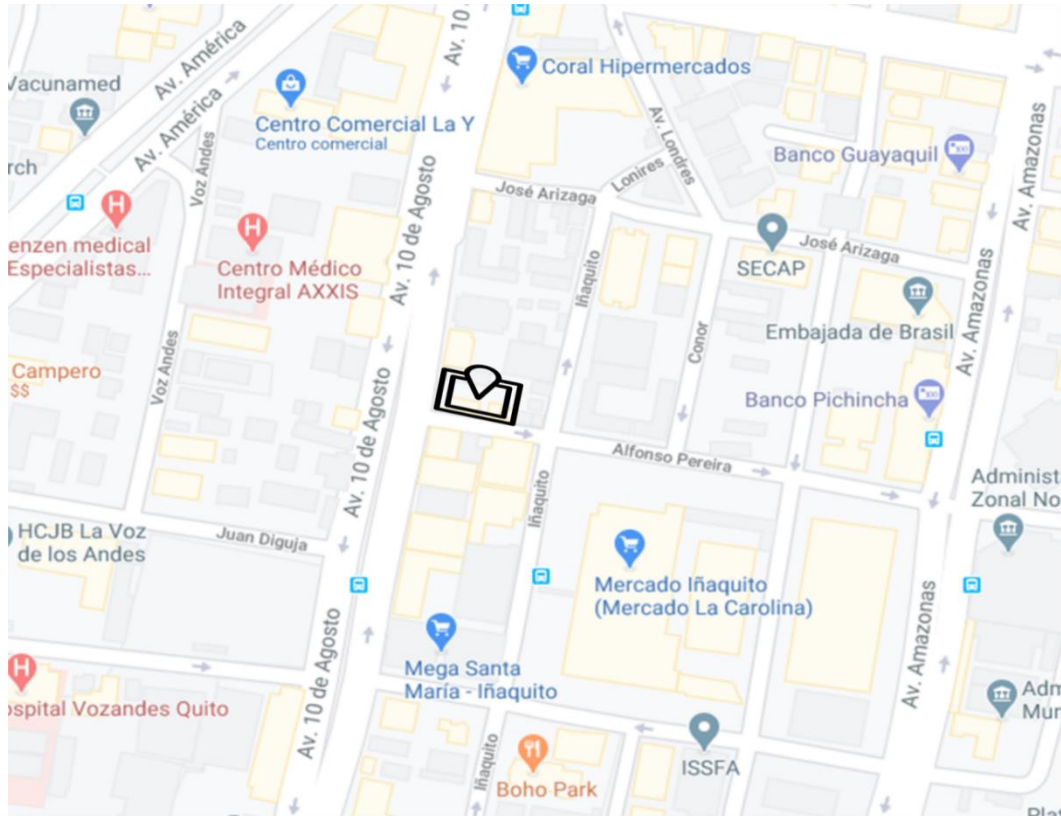 Av. América
Av. 10
Vacunamed
Coral Hipermercados
Av. América
Centro Comercial La Y
Centro comercial
Av. Londres
Banco Guayaquil
Av. Amazonas
rch
Voz Andes
Av. 10 de Agosto
José Arizaga
Lonires
enzen medical
Especialistas...
Centro Médico
Integral AXXIS
SECAP
José Arizaga
Iñaquito
Embajada de Brasil
Av. Amazonas
Conor
Campero
$$
Voz Andes
Banco Pichincha
Av. 10 de Agosto
Alfonso Pereira
Administ
Zonal No
Iñaquito
HCJB La Voz
de los Andes
Juan Diguja
Mercado Iñaquito
(Mercado La Carolina)
Av. Amazonas
Av. 10 de Agosto
Mega Santa
María - Iñaquito
Adm
Mur
ospital Vozandes Quito
Iñaquito
ISSFA
Boho Park